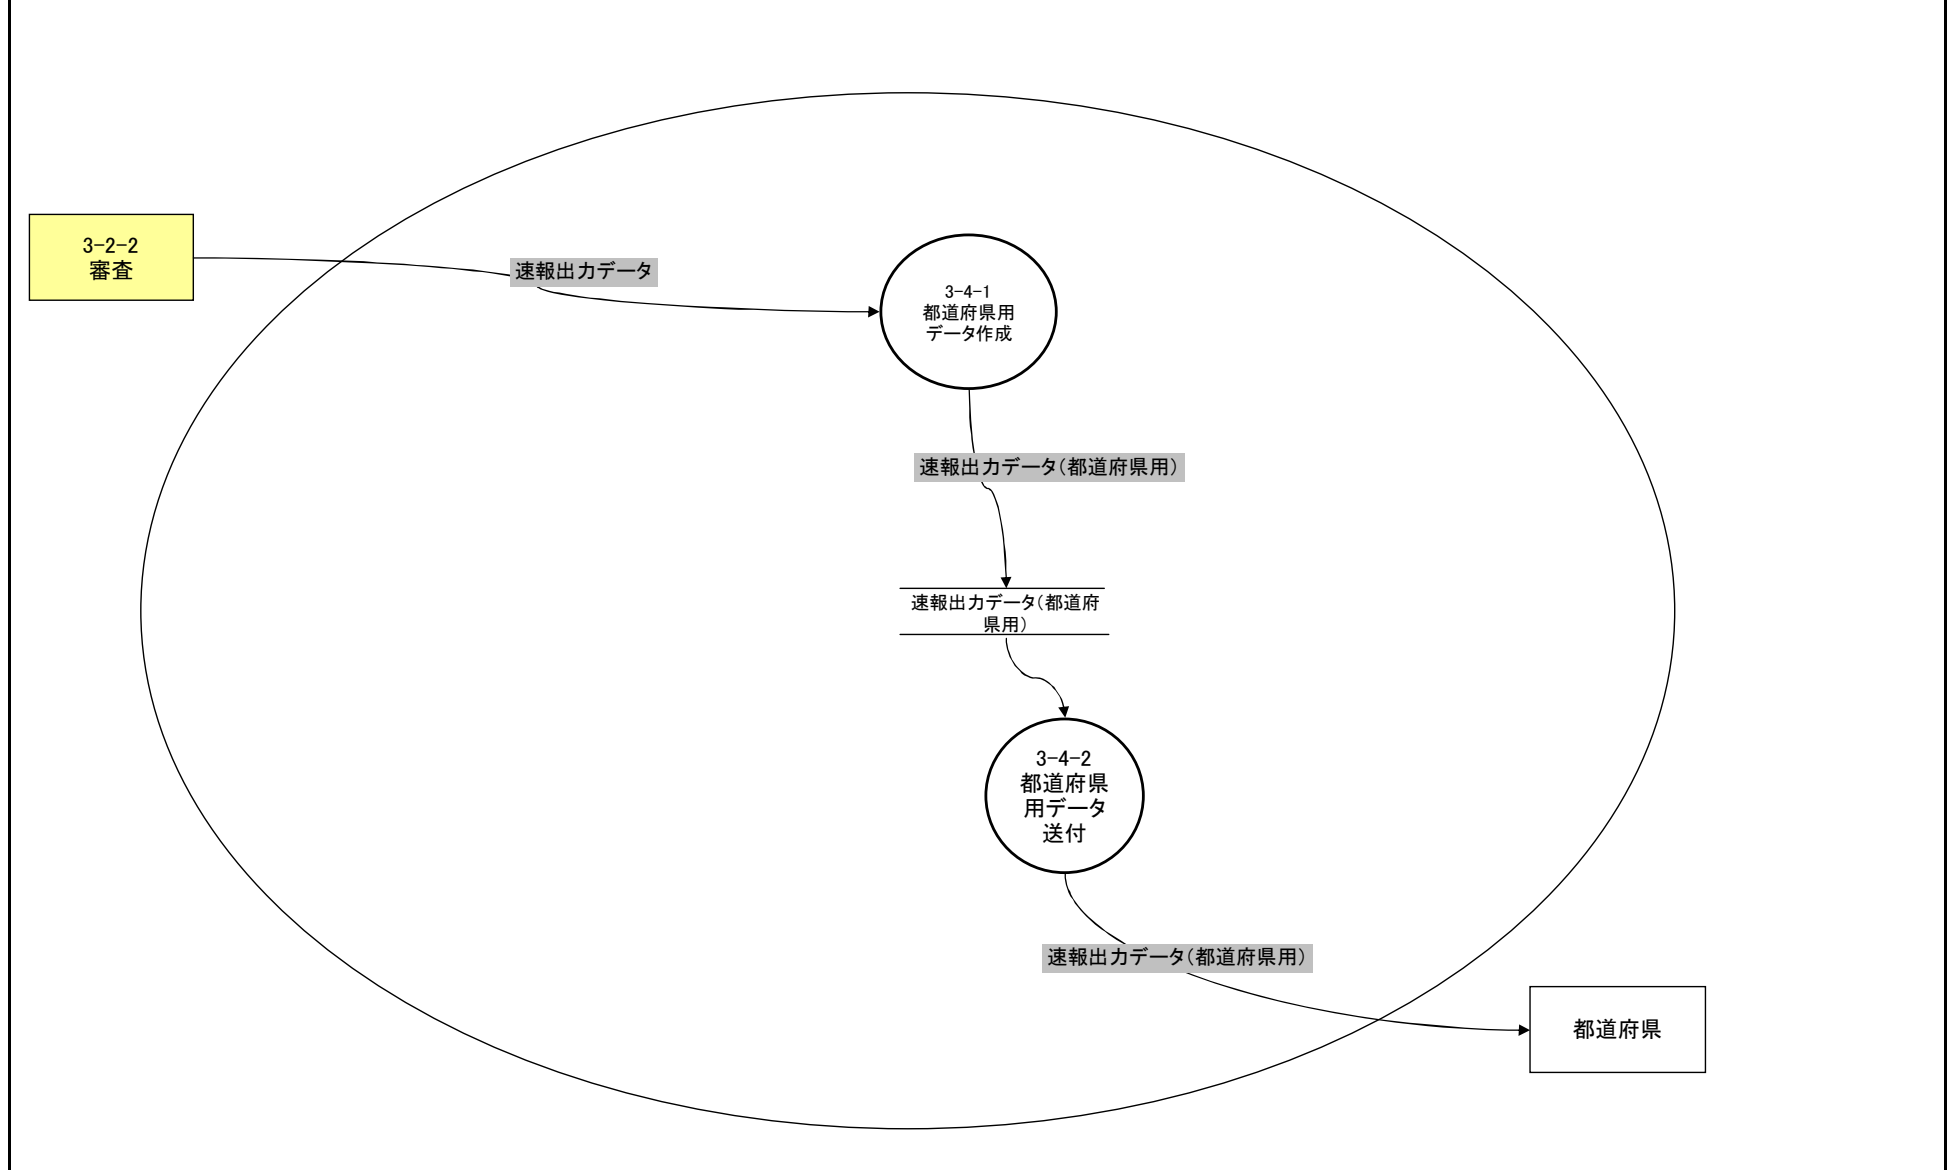 3-2-2
審査
速報出力データ
3-4-1
都道府県用
データ作成
速報出力データ(都道府県用)
速報出力データ(都道府
県用)
3-4-2
都道府県
用データ
送付
速報出力データ(都道府県用)
都道府県